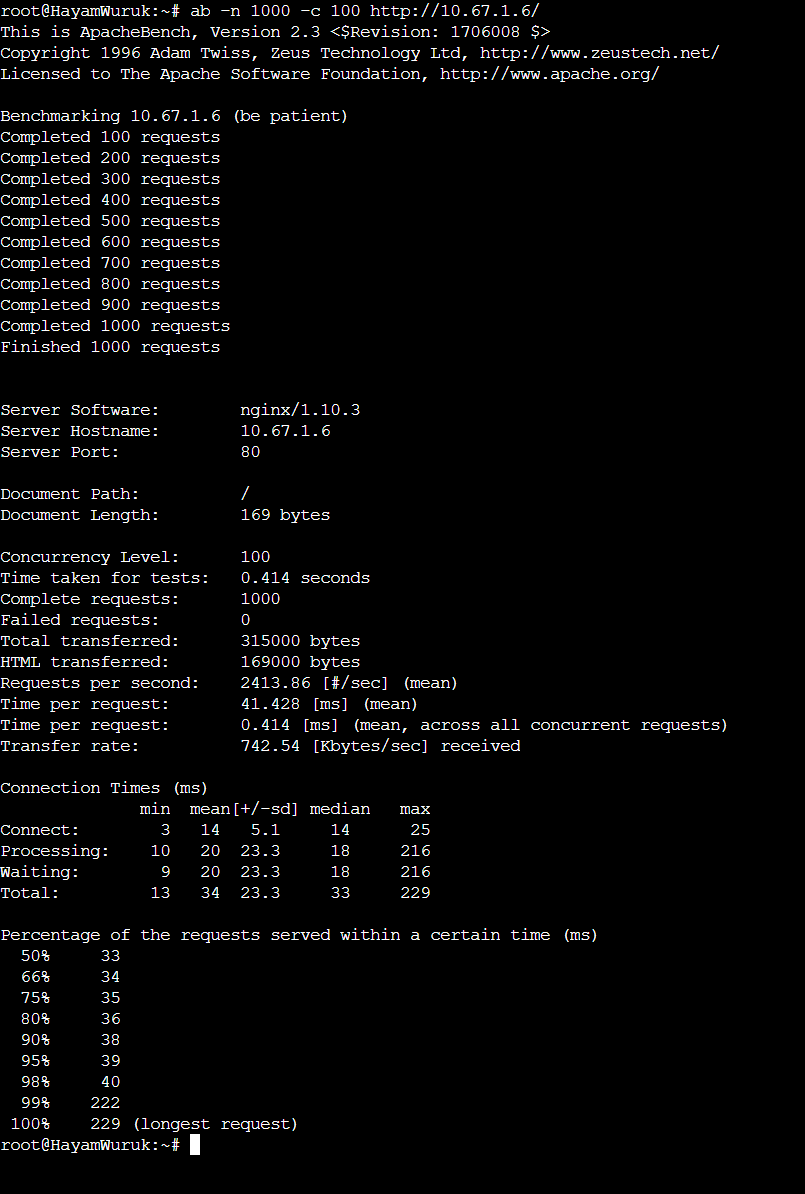 root@HayamWuruk:~# ab -n 1000 -c 100 http://10.67.1.6/
This is ApacheBench, Version 2.3 <$Revision: 1706008 $>
Copyright 1996 Adam Twiss, Zeus Technology Ltd, http://www.zeustech.net/
Licensed to The Apache Software Foundation, http://www.apache.org/

Benchmarking 10.67.1.6 (be patient)
Completed 100 requests
Completed 200 requests
Completed 300 requests
Completed 400 requests
Completed 500 requests
Completed 600 requests
Completed 700 requests
Completed 800 requests
Completed 900 requests
Completed 1000 requests
Finished 1000 requests


Server Software:        nginx/1.10.3
Server Hostname:        10.67.1.6
Server Port:            80

Document Path:          /
Document Length:        169 bytes

Concurrency Level:      100
Time taken for tests:   0.414 seconds
Complete requests:      1000
Failed requests:        0
Total transferred:      315000 bytes
HTML transferred:       169000 bytes
Requests per second:    2413.86 [#/sec] (mean)
Time per request:       41.428 [ms] (mean)
Time per request:       0.414 [ms] (mean, across all concurrent requests)
Transfer rate:          742.54 [Kbytes/sec] received

Connection Times (ms)
              min  mean[+/-sd] median   max
Connect:        3   14   5.1     14      25
Processing:    10   20  23.3     18     216
Waiting:        9   20  23.3     18     216
Total:         13   34  23.3     33     229

Percentage of the requests served within a certain time (ms)
  50%     33
  66%     34
  75%     35
  80%     36
  90%     38
  95%     39
  98%     40
  99%    222
 100%    229 (longest request)
root@HayamWuruk:~#